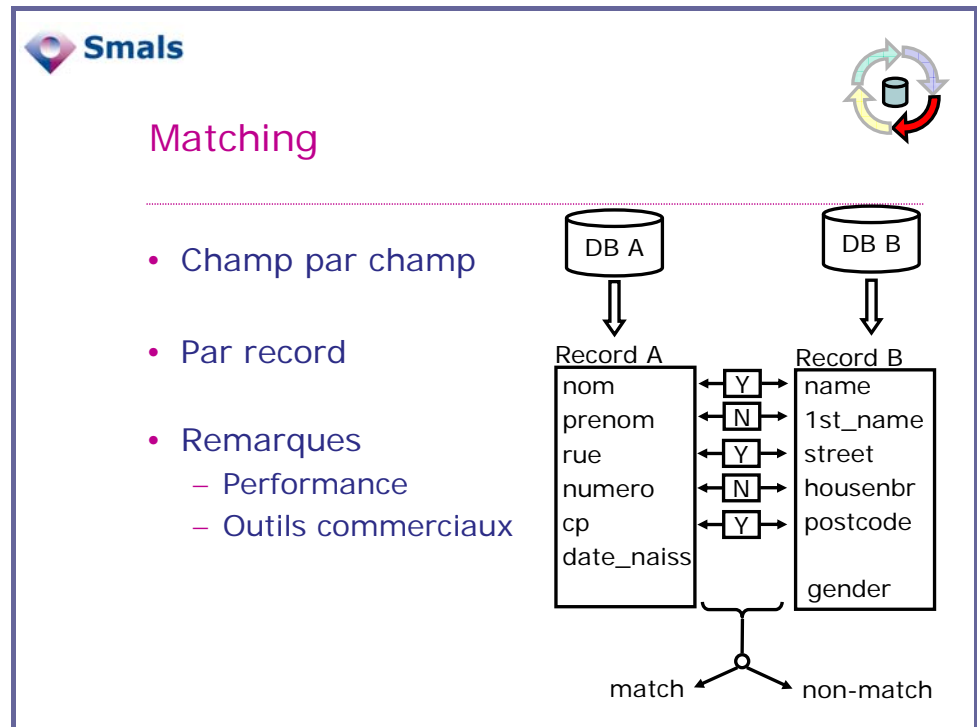 Smals
Matching
• Champ par champ
• Par record
• Remarques
– Performance
– Outils commerciaux
DB A
DB B
Record A
Record B
nom Y name
prenom N 1st_name
rue Y street
numero N housenbr
cp Y postcode
date_naiss
gender
match
non-match